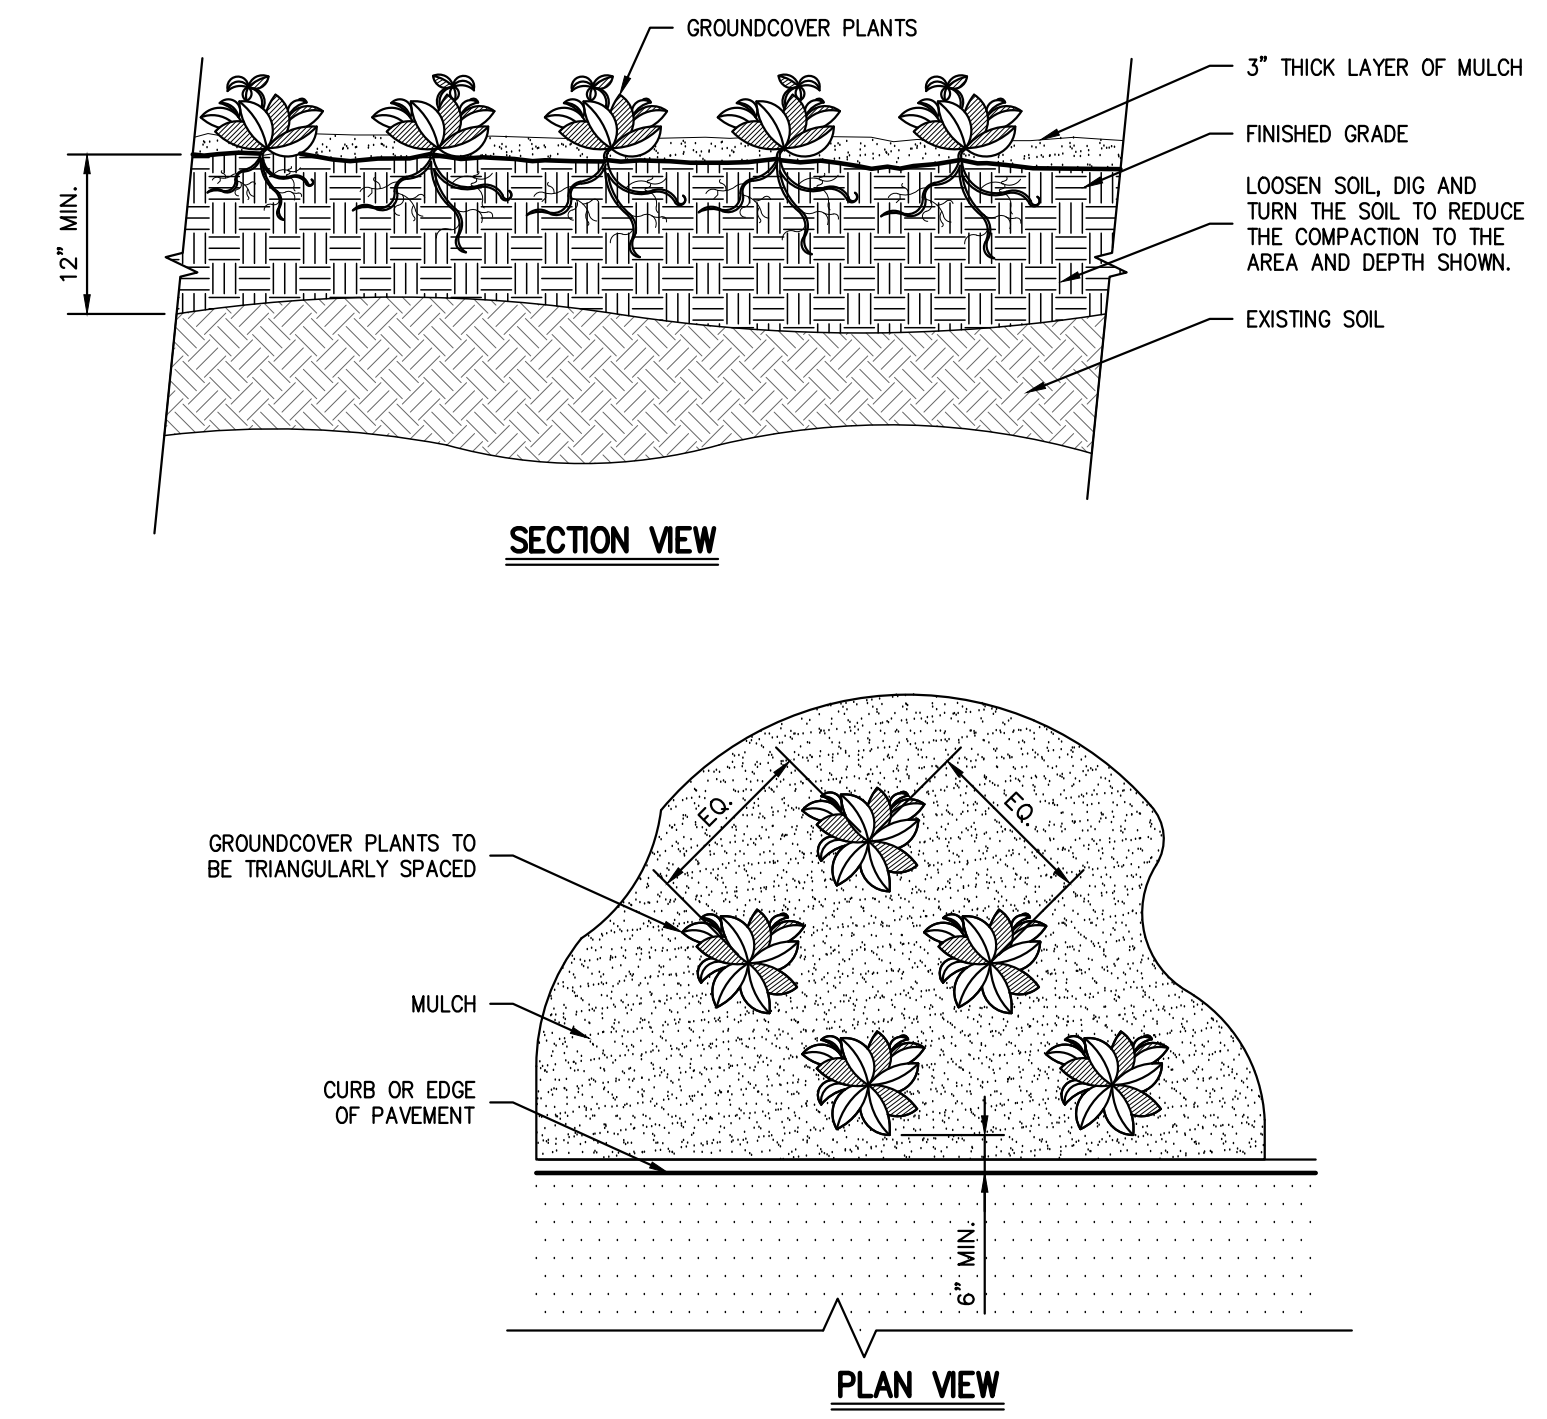 GROUNDCOVER PLANTS
3" THICK LAYER OF MULCH
FINISHED GRADE
LOOSEN SOIL, DIG AND
TURN THE SOIL TO REDUCE
THE COMPACTION TO THE
AREA AND DEPTH SHOWN.
EXISTING SOIL
12" MIN.
SECTION VIEW
EQ.
EQ.
GROUNDCOVER PLANTS TO
BE TRIANGULARLY SPACED
MULCH
CURB OR EDGE
OF PAVEMENT
6" MIN.
PLAN VIEW